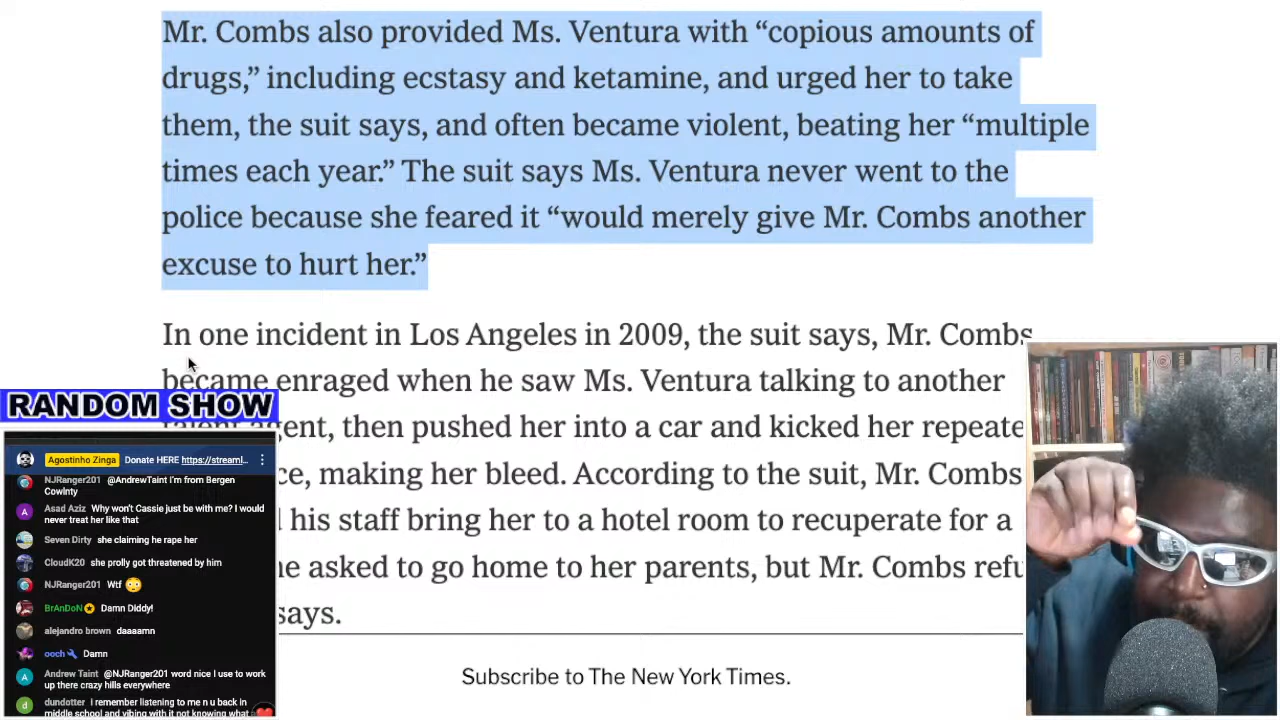 Mr. Combs also provided Ms. Ventura with “copious amounts of
drugs,” including ecstasy and ketamine, and urged her to take
them, the suit says, and often became violent, beating her “multiple
times each year.” The suit says Ms. Ventura never went to the
police because she feared it “would merely give Mr. Combs another
excuse to hurt her.”
In one incident in Los Angeles in 2009, the suit says, Mr. Combs
became enraged when he saw Ms. Ventura talking to another
talent agent, then pushed her into a car and kicked her repeate
ce, making her bleed. According to the suit, Mr. Combs
his staff bring her to a hotel room to recuperate for a
he asked to go home to her parents, but Mr. Combs refu
says.
Subscribe to The New York Times.
RANDOM SHOW
Agostinho Zinga Donate HERE https://streaml...
NJRanger201 @AndrewTaint I'm from Bergen
Cowinty
Asad Aziz Why won't Cassie just be with me? I would
never treat her like that
Seven Dirty she claiming he rape her
CloudK20 she prolly got threatened by him
NJRanger201 Wtf 😳
BrAnDoN Damn Diddy!
alejandro brown daaaamn
ooch Damn
Andrew Taint @NJRanger201 word nice I use to work
up there crazy hills everywhere
dundotter I remember listening to me n u back in
middle school and vibing with it not knowing what